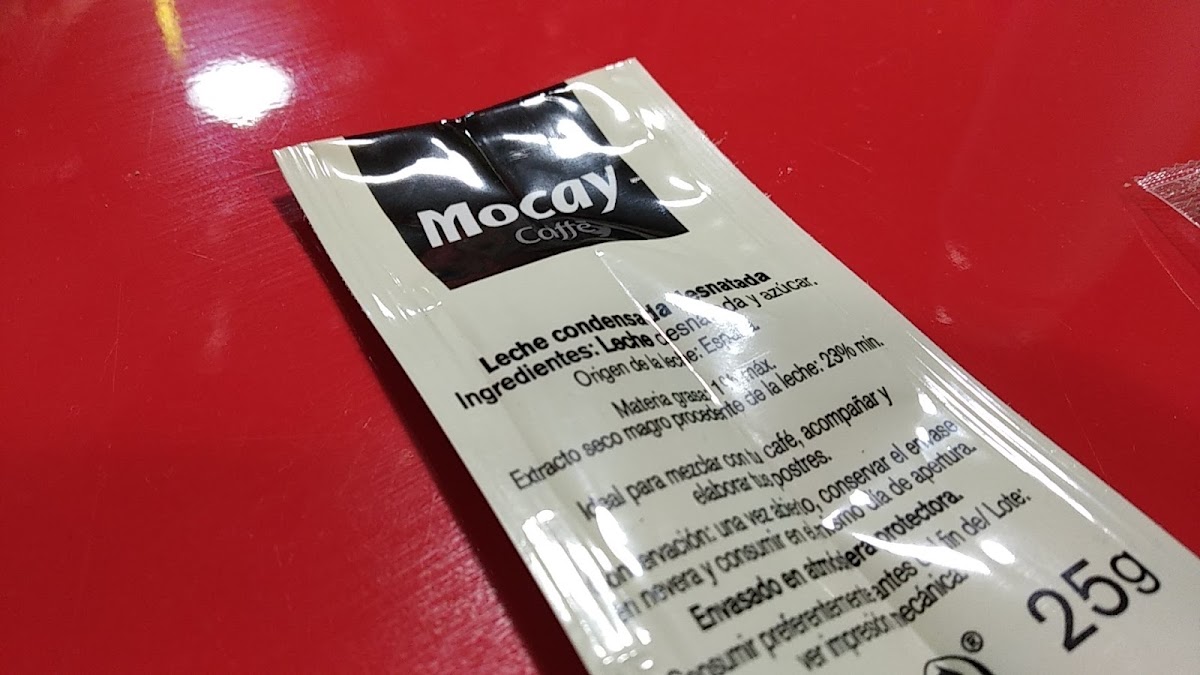 Mocay
Caffè
Leche condensada desnatada
Ingredientes: Leche desnatada y azúcar.
Origen de la leche: España
Materia grasa: 1% máx.
Extracto seco magro procedente de la leche: 23% min.
Ideal para mezclar con tu café, acompañar y
elaborar tus postres.
Conservación: una vez abierto, conservar el envase
en nevera y consumir en el mismo día de apertura.
Envasado en atmósfera protectora.
Consumir preferentemente antes del fin del Lote:
ver impresión mecánica.
25g
®